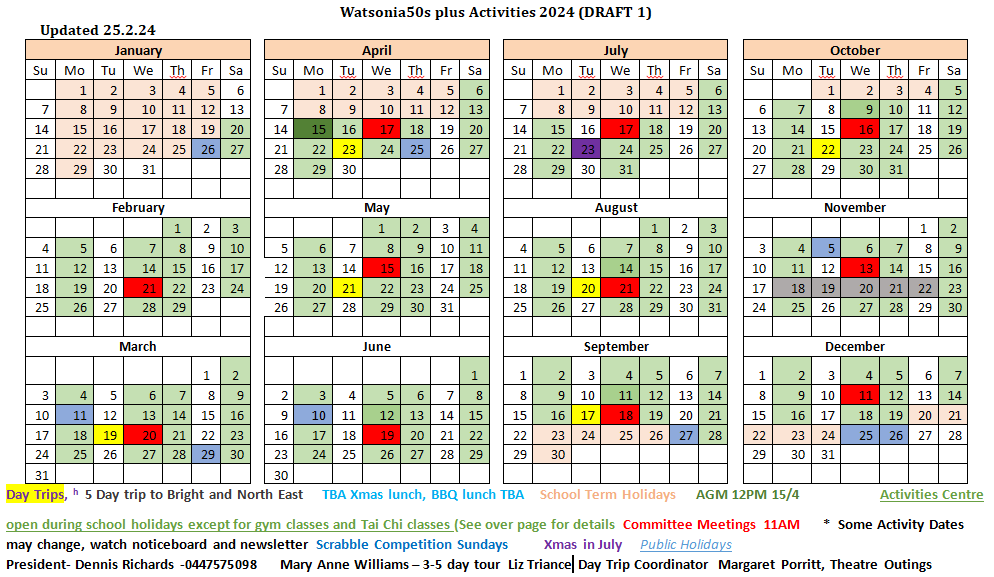 Watsonia50s plus Activities 2024 (DRAFT 1)
Updated 25.2.24
January April July October
Su Mo Tu We Th Fr Sa Su Mo Tu We Th Fr Sa Su Mo Tu We Th Fr Sa Su Mo Tu We Th Fr Sa
1 2 3 4 5 6 1 2 3 4 5 6 1 2 3 4 5 6 1 2 3 4 5
7 8 9 10 11 12 13 7 8 9 10 11 12 13 7 8 9 10 11 12 13 6 7 8 9 10 11 12
14 15 16 17 18 19 20 14 15 16 17 18 19 20 14 15 16 17 18 19 20 13 14 15 16 17 18 19
21 22 23 24 25 26 27 21 22 23 24 25 26 27 21 22 23 24 25 26 27 20 21 22 23 24 25 26
28 29 30 31 28 29 30 28 29 30 31 27 28 29 30 31
February May August November
1 2 3 1 2 3 4 1 2 3 1 2
4 5 6 7 8 9 10 5 6 7 8 9 10 11 4 5 6 7 8 9 10 3 4 5 6 7 8 9
11 12 13 14 15 16 17 12 13 14 15 16 17 18 11 12 13 14 15 16 17 10 11 12 13 14 15 16
18 19 20 21 22 23 24 19 20 21 22 23 24 25 18 19 20 21 22 23 24 17 18 19 20 21 22 23
25 26 27 28 29 26 27 28 29 30 31 25 26 27 28 29 30 31 24 25 26 27 28 29 30
March June September December
1 2 1 1 2 3 4 5 6 7 1 2 3 4 5 6 7
3 4 5 6 7 8 9 2 3 4 5 6 7 8 8 9 10 11 12 13 14 8 9 10 11 12 13 14
10 11 12 13 14 15 16 9 10 11 12 13 14 15 15 16 17 18 19 20 21 15 16 17 18 19 20 21
17 18 19 20 21 22 23 16 17 18 19 20 21 22 22 23 24 25 26 27 28 22 23 24 25 26 27 28
24 25 26 27 28 29 30 23 24 25 26 27 28 29 29 30 29 30 31
31 30
Day Trips, ʰ 5 Day trip to Bright and North East TBA Xmas lunch, BBQ lunch TBA School Term Holidays AGM 12PM 15/4 Activities Centre
open during school holidays except for gym classes and Tai Chi classes (See over page for details Committee Meetings 11AM * Some Activity Dates
may change, watch noticeboard and newsletter Scrabble Competition Sundays Xmas in July Public Holidays
President- Dennis Richards -0447575098 Mary Anne Williams – 3-5 day tour Liz Triance Day Trip Coordinator Margaret Porritt, Theatre Outings